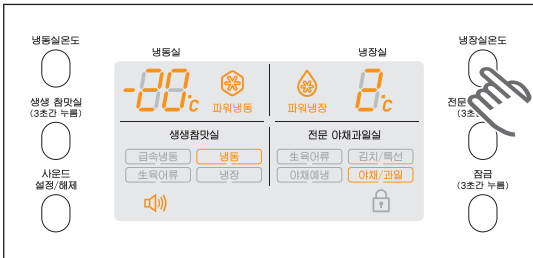 냉동실온도
냉동실
냉장실
냉장실온도
-20°C
파워냉동
파워냉장
2°C
생생 참맛실
(3초간 누름)
전문
(3초
생생참맛실
전문 야채과일실
급속냉동
냉동
생육어류
김치/특선
생육어류
냉장
야채예냉
야채/과일
사운드
설정/해제
잠금
(3초간 누름)